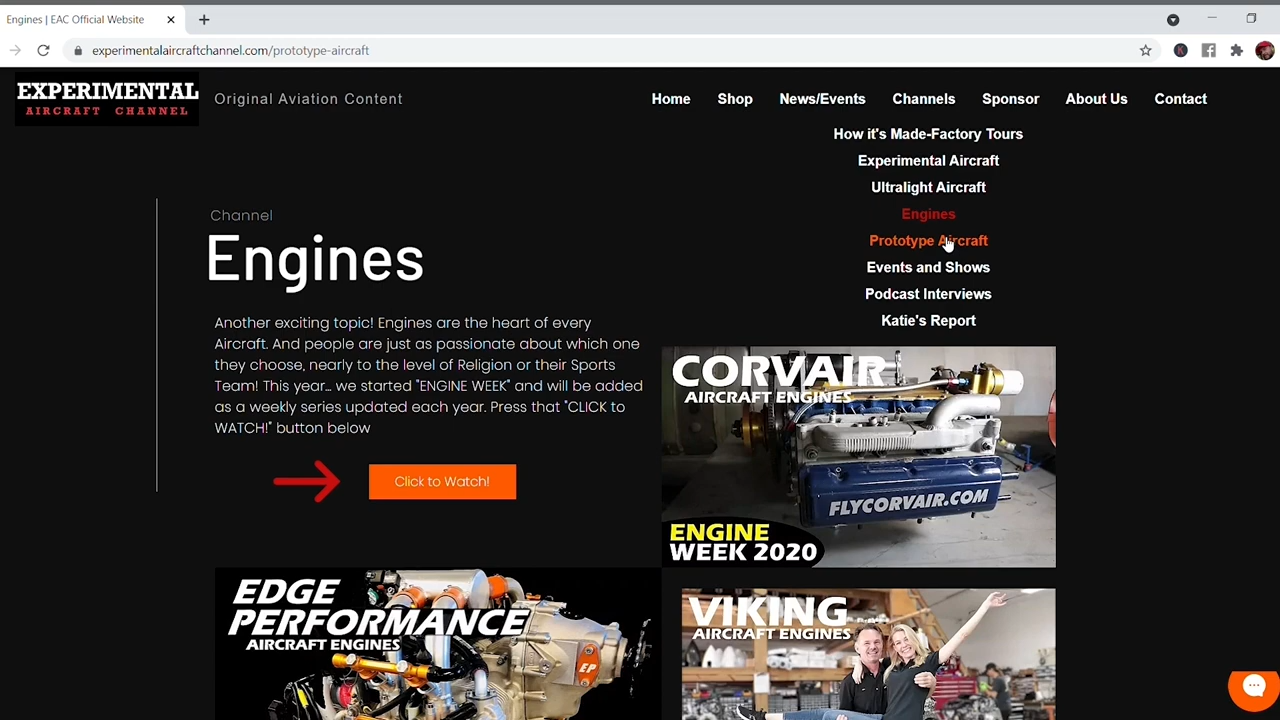 Engines | EAC Official Website
experimentalaircraftchannel.com/prototype-aircraft
EXPERIMENTAL
AIRCRAFT CHANNEL
Original Aviation Content
Home
Shop
News/Events
Channels
Sponsor
About Us
Contact
How it's Made-Factory Tours
Experimental Aircraft
Ultralight Aircraft
Engines
Prototype Aircraft
Events and Shows
Podcast Interviews
Katie's Report
Channel
Engines
Another exciting topic! Engines are the heart of every
Aircraft. And people are just as passionate about which one
they choose, nearly to the level of Religion or their Sports
Team! This year... we started "ENGINE WEEK" and will be added
as a weekly series updated each year. Press that "CLICK to
WATCH!" button below
Click to Watch!
CORVAIR
AIRCRAFT ENGINES
FLYCORVAIR.COM
ENGINE
WEEK 2020
EDGE
PERFORMANCE
AIRCRAFT ENGINES
EP
VIKING
AIRCRAFT ENGINES